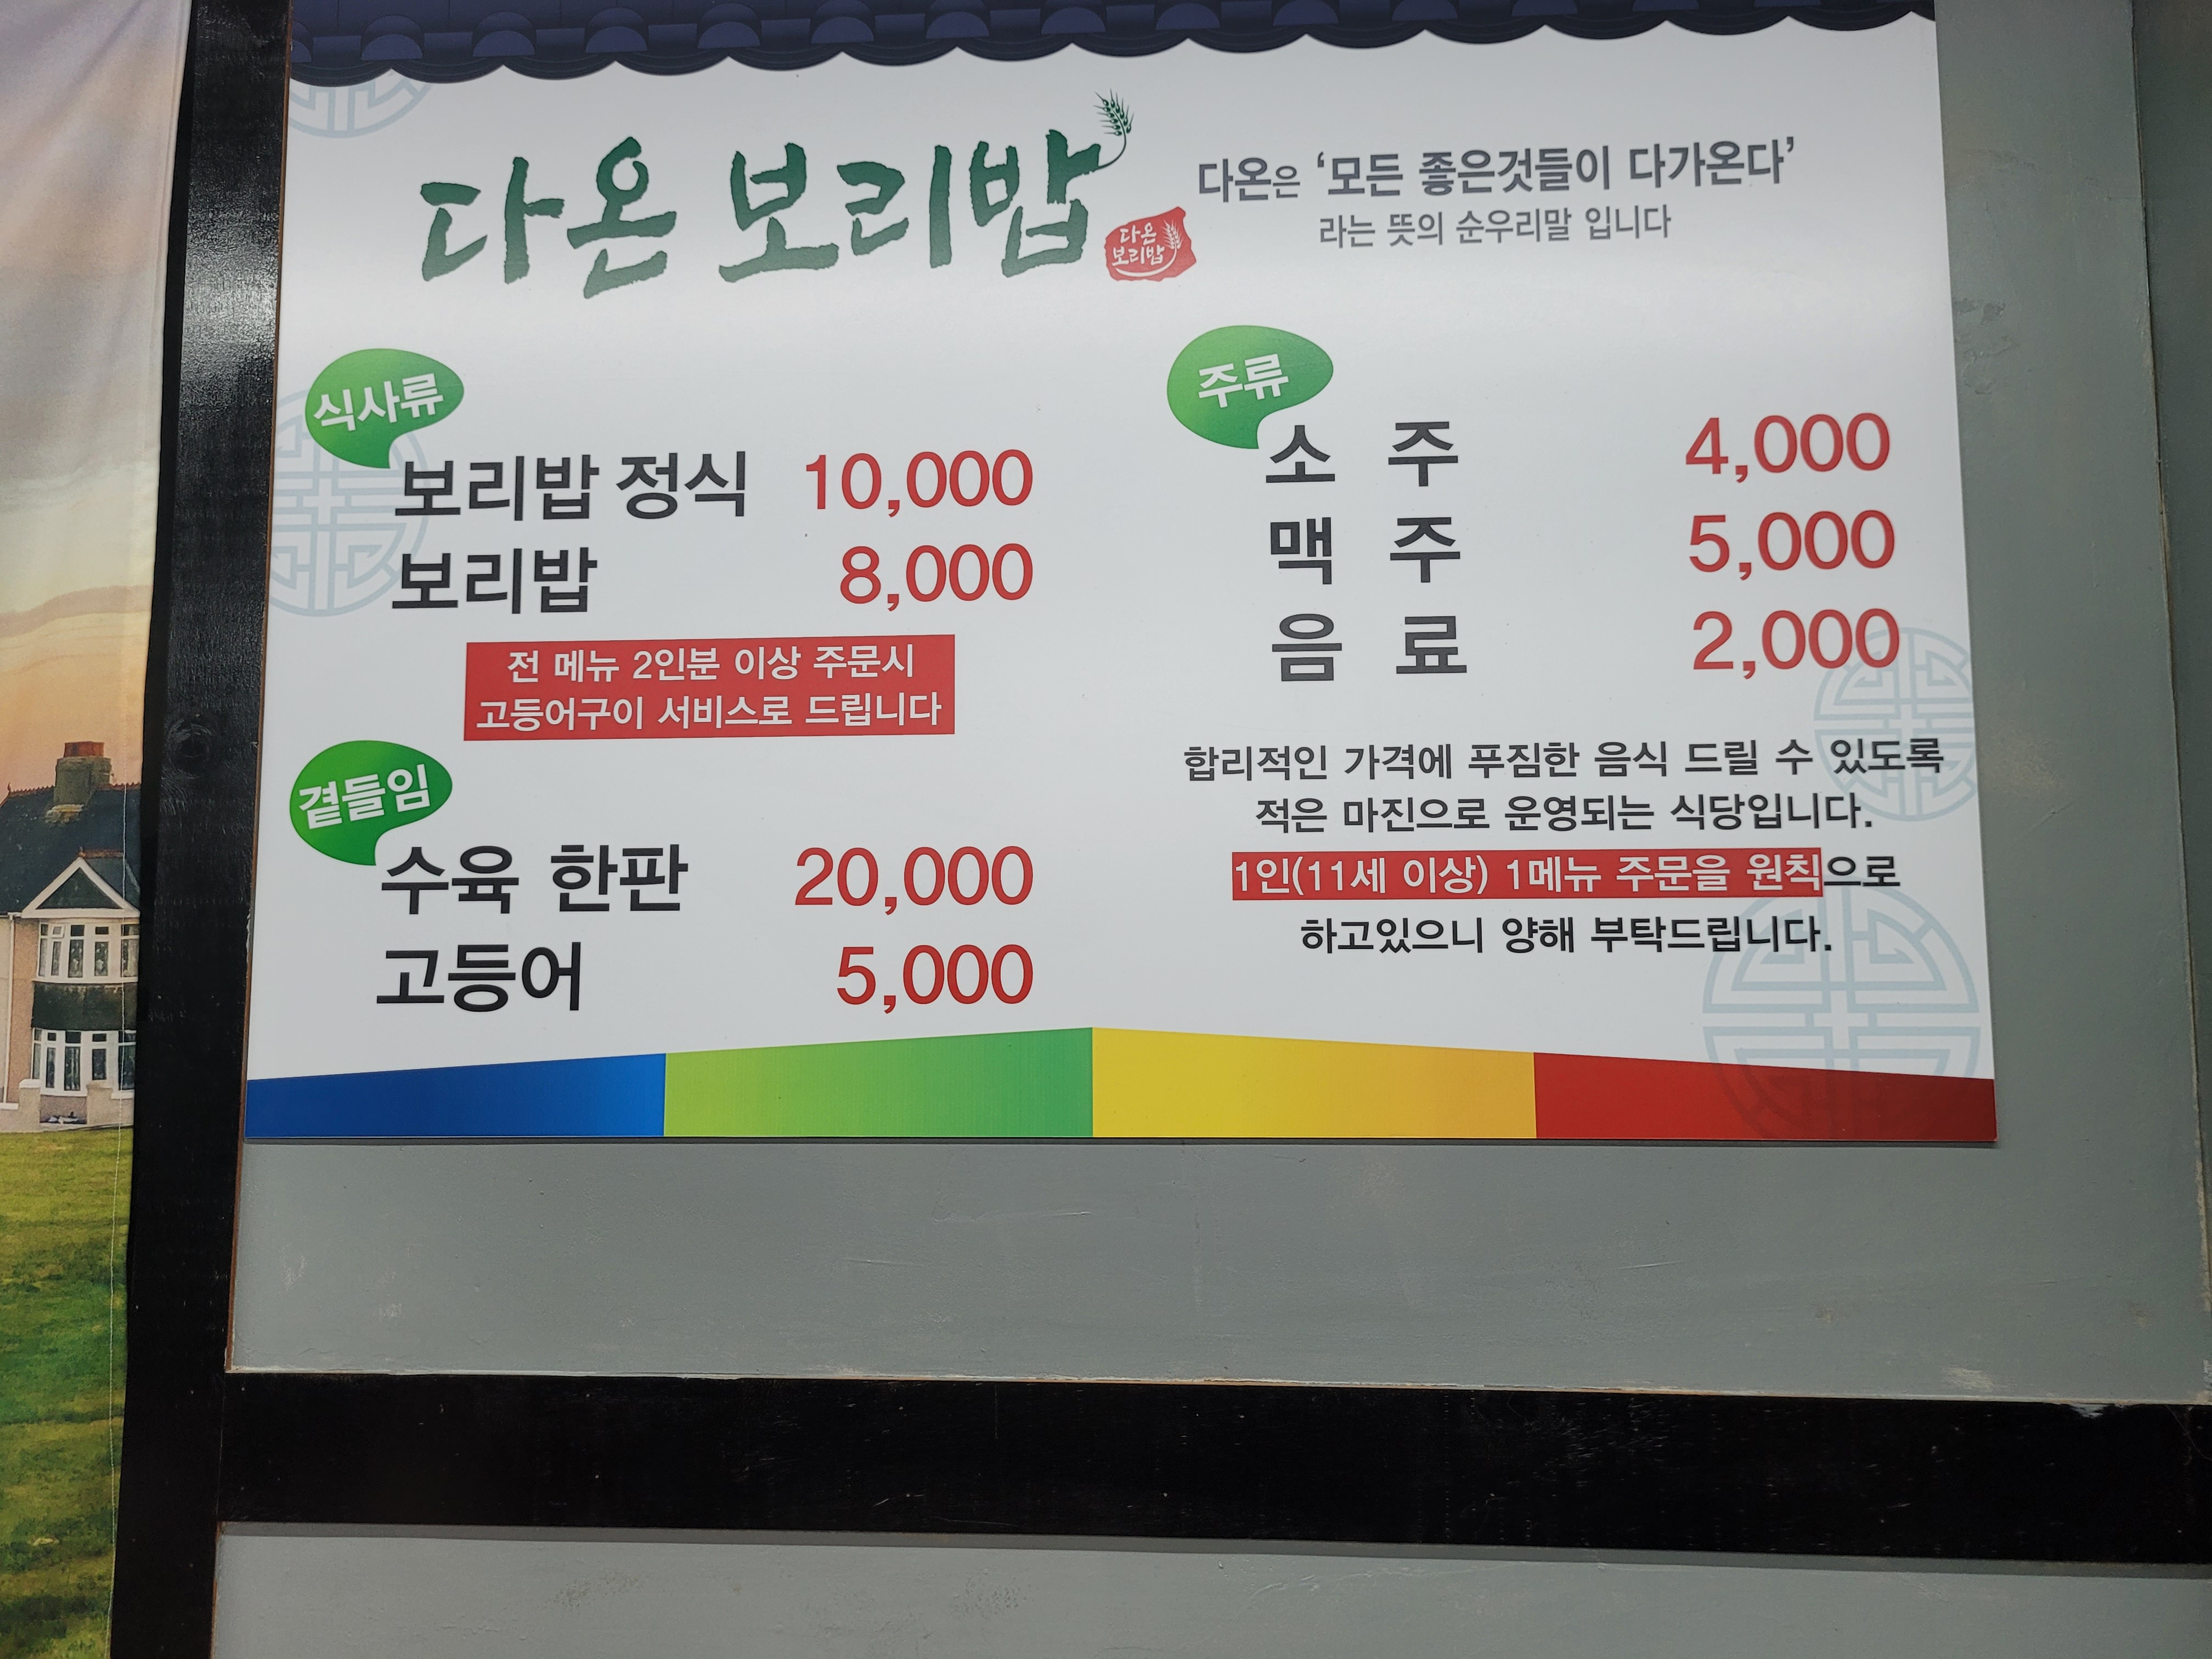 다온 보리밥
다온
보리밥
다온은 '모든 좋은것들이 다가온다'
라는 뜻의 순우리말 입니다
식사류
보리밥 정식 10,000
보리밥 8,000
전 메뉴 2인분 이상 주문시
고등어구이 서비스로 드립니다
곁들임
수육 한판 20,000
고등어 5,000
주류
소 주 4,000
맥 주 5,000
음 료 2,000
합리적인 가격에 푸짐한 음식 드릴 수 있도록
적은 마진으로 운영되는 식당입니다.
1인(11세 이상) 1메뉴 주문을 원칙으로
하고있으니 양해 부탁드립니다.